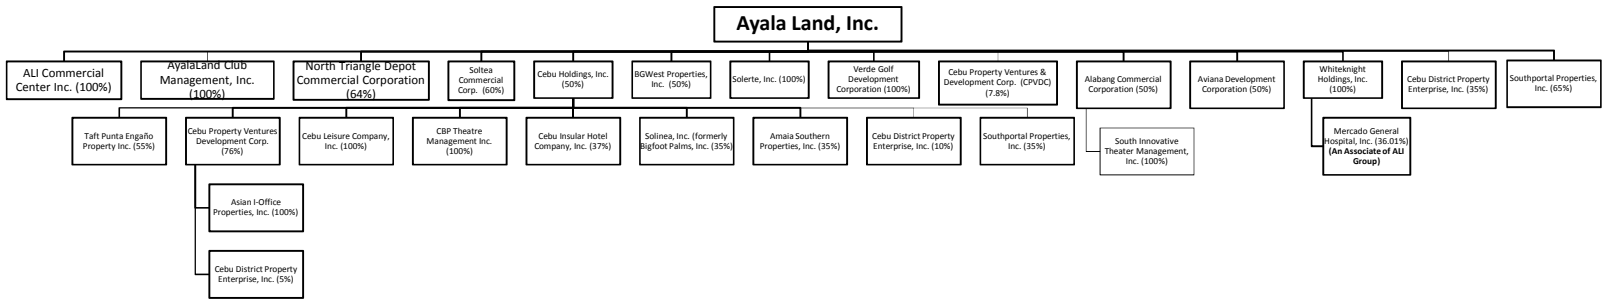 Ayala Land, Inc.
ALI Commercial
Center Inc. (100%)
AyalaLand Club
Management, Inc.
(100%)
North Triangle Depot
Commercial Corporation
(64%)
Soltea
Commercial
Corp. (60%)
Cebu Holdings, Inc.
(50%)
BGWest Properties,
Inc. (50%)
Solerte, Inc. (100%)
Verde Golf
Development
Corporation (100%)
Cebu Property Ventures &
Development Corp. (CPVDC)
(7.8%)
Alabang Commercial
Corporation (50%)
Aviana Development
Corporation (50%)
Whiteknight
Holdings, Inc.
(100%)
Cebu District Property
Enterprise, Inc. (35%)
Southportal Properties,
Inc. (65%)
Taft Punta Engaño
Property Inc. (55%)
Cebu Property Ventures
Development Corp.
(76%)
Cebu Leisure Company,
Inc. (100%)
CBP Theatre
Management Inc.
(100%)
Cebu Insular Hotel
Company, Inc. (37%)
Solinea, Inc. (formerly
Bigfoot Palms, Inc. (35%)
Amaia Southern
Properties, Inc. (35%)
Cebu District Property
Enterprise, Inc. (10%)
Southportal Properties,
Inc. (35%)
South Innovative
Theater Management,
Inc. (100%)
Mercado General
Hospital, Inc. (36.01%)
(An Associate of ALI
Group)
Asian I-Office
Properties, Inc. (100%)
Cebu District Property
Enterprise, Inc. (5%)